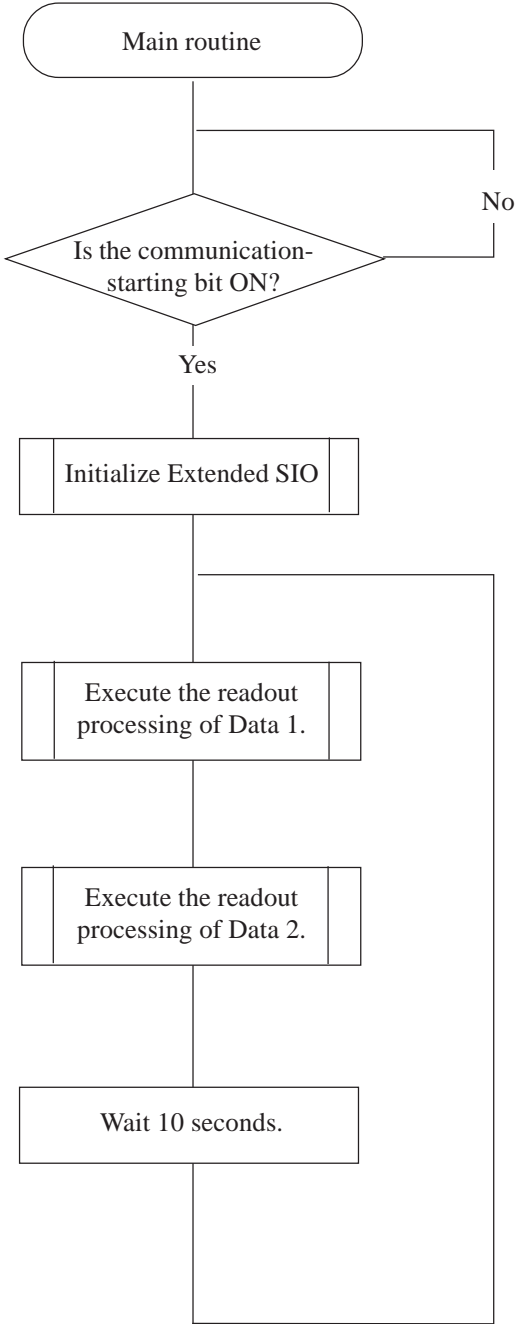 Main routine
No
Is the communication-
starting bit ON?
Yes
Initialize Extended SIO
Execute the readout
processing of Data 1.
Execute the readout
processing of Data 2.
Wait 10 seconds.